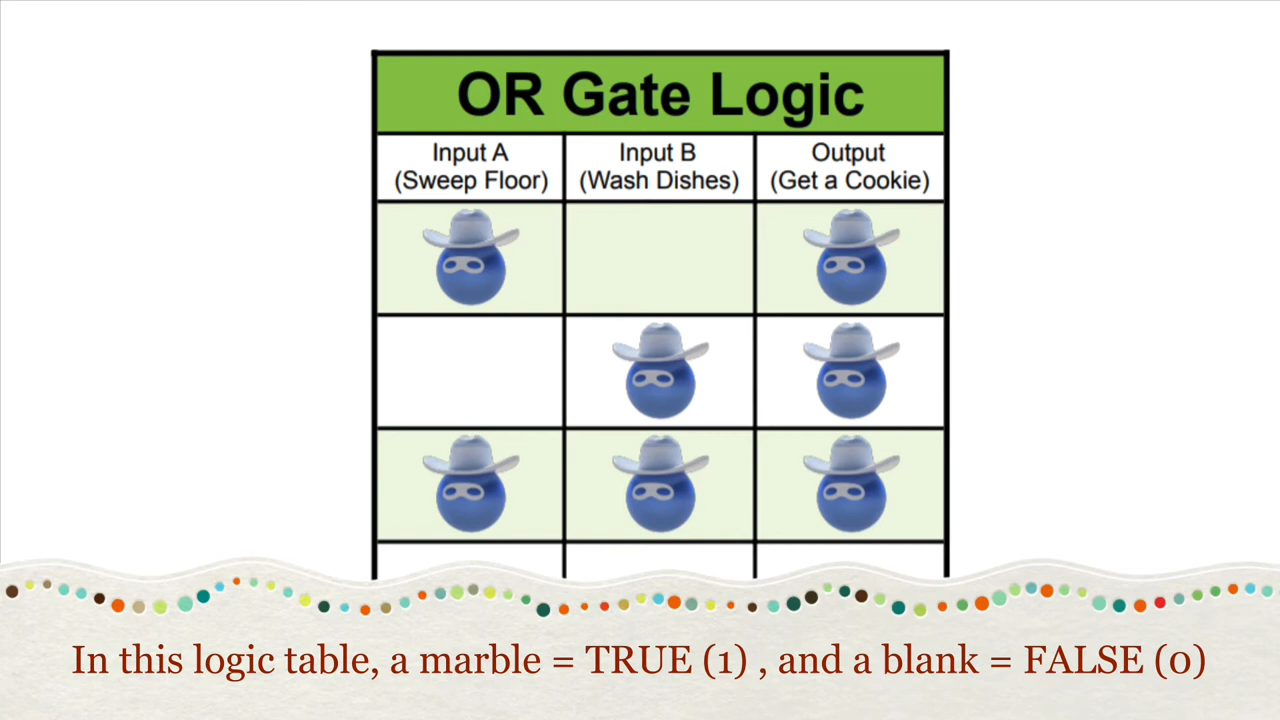 OR Gate Logic
Input A
(Sweep Floor)
Input B
(Wash Dishes)
Output
(Get a Cookie)
In this logic table, a marble = TRUE (1) , and a blank = FALSE (0)